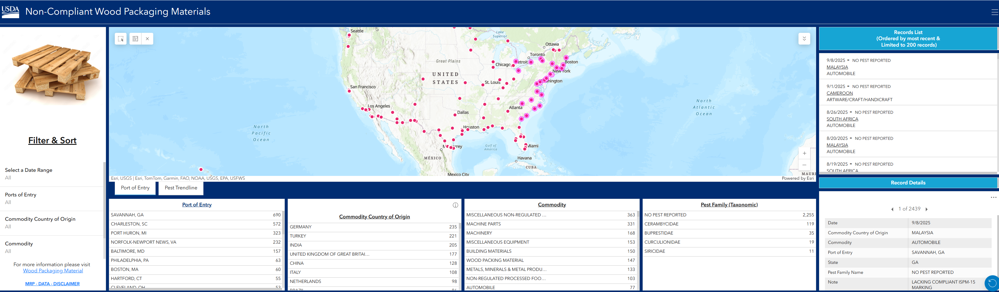 USDA Non-Compliant Wood Packaging Materials
Filter & Sort
Select a Date Range
All
Ports of Entry
All
Commodity Country of Origin
All
Commodity
All
For more information please visit
Wood Packaging Material
MRP - DATA - DISCLAIMER
Seattle
Lake
Superior
Ottawa
Toronto
Great Plains
Chicago
etroit
Boston
UNITED
STATES
New York
St. Louis
shington
San Francisco
Los Angeles
Atlanta
Dallas
North
Atlantic
Ocean
North
Pacific
Ocean
Houston
Gulf of
America
Miami
MÉXICO
Havana
CUBA
Mexico City
MAURI
Esri, USGS | Esri, TomTom, Garmin, FAO, NOAA, USGS, EPA, USFWS
Powered by Esri
Port of Entry
Pest Trendline
Port of Entry
SAVANNAH, GA 690
CHARLESTON, SC 572
PORT HURON, MI 323
NORFOLK-NEWPORT NEWS, VA 232
BALTIMORE, MD 157
PHILADELPHIA, PA 63
BOSTON, MA 60
HARTFORD, CT 55
CLEVELAND, OH 53
Commodity Country of Origin
GERMANY 235
TURKEY 221
INDIA 205
UNITED KINGDOM OF GREAT BRITAI... 177
CHINA 128
ITALY 108
NETHERLANDS 98
BRAZIL
Commodity
MISCELLANEOUS NON-REGULATED ... 363
MACHINE PARTS 331
MACHINERY 168
MISCELLANEOUS EQUIPMENT 153
BUILDING MATERIALS 150
WOOD PACKING MATERIAL 147
METALS, MINERALS & METAL PRODU... 133
NON-REGULATED PROCESSED FOO... 103
AUTOMOBILE 77
Pest Family (Taxonomic)
NO PEST REPORTED 2,255
CERAMBYCIDAE 119
BUPRESTIDAE 35
CURCULIONIDAE 19
SIRICIDAE 11
Records List
(Ordered by most recent &
Limited to 200 records)
9/8/2025 - NO PEST REPORTED
MALAYSIA
AUTOMOBILE
9/1/2025 - NO PEST REPORTED
CAMEROON
ARTWARE/CRAFT/HANDICRAFT
8/26/2025 - NO PEST REPORTED
SOUTH AFRICA
AUTOMOBILE
8/20/2025 - NO PEST REPORTED
MALAYSIA
AUTOMOBILE
8/19/2025 - NO PEST REPORTED
SOUTH AFRICA
Record Details
1 of 2439
Date 9/8/2025
Commodity Country of Origin MALAYSIA
Commodity AUTOMOBILE
Port of Entry SAVANNAH, GA
State GA
Pest Family Name NO PEST REPORTED
Note LACKING COMPLIANT ISPM-15
MARKING